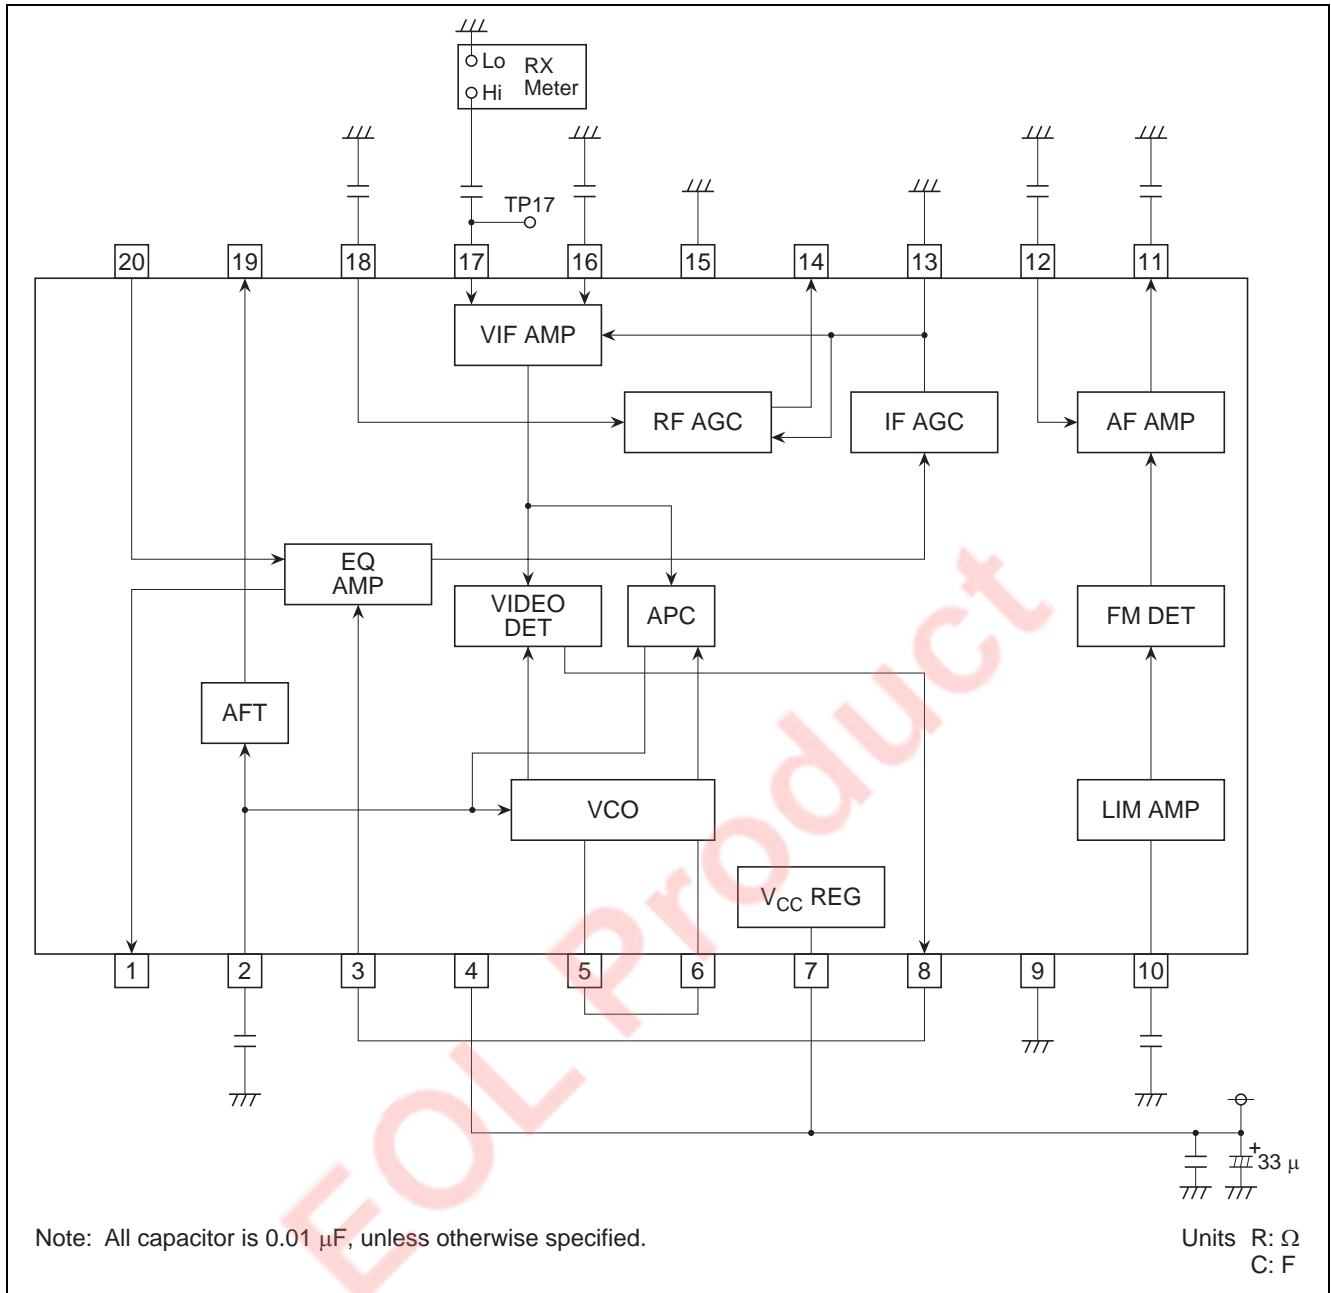 Lo
RX
Meter
Hi
TP17
20
19
18
17
16
15
14
13
12
11
VIF AMP
RF AGC
IF AGC
AF AMP
EQ
AMP
VIDEO
DET
APC
FM DET
AFT
VCO
LIM AMP
VCC REG
1
2
3
4
5
6
7
8
9
10
+
33 μ
Note: All capacitor is 0.01 μF, unless otherwise specified.
Units R: Ω
C: F
EOL Product